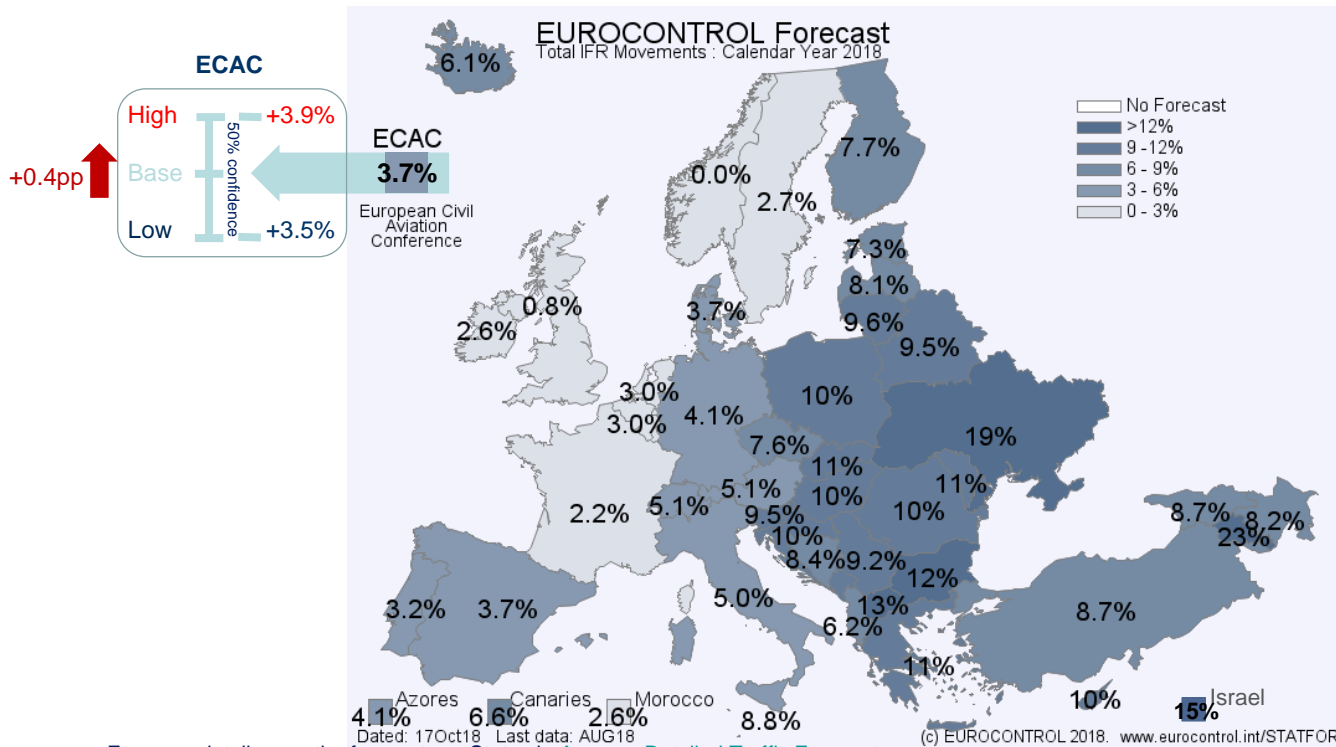 EUROCONTROL Forecast
Total IFR Movements : Calendar Year 2018
ECAC
High
+3.9%
50% confidence
+0.4pp
Base
Low
+3.5%
ECAC
3.7%
European Civil
Aviation
Conference
No Forecast
>12%
9 -12%
6 - 9%
3 - 6%
0 - 3%
6.1%
7.7%
0.0%
2.7%
7.3%
8.1%
9.6%
9.5%
3.7%
0.8%
2.6%
3.0%
3.0%
4.1%
10%
19%
7.6%
11%
11%
5.1%
5.1%
10%
10%
2.2%
9.5%
10%
8.4%
9.2%
12%
8.7%
8.2%
23%
3.2%
3.7%
5.0%
13%
6.2%
8.7%
11%
10%
8.8%
Azores
4.1%
Canaries
6.6%
Morocco
Israel
15%
Dated: 17Oct18 Last data: AUG18
(c) EUROCONTROL 2018. www.eurocontrol.int/STATFOR